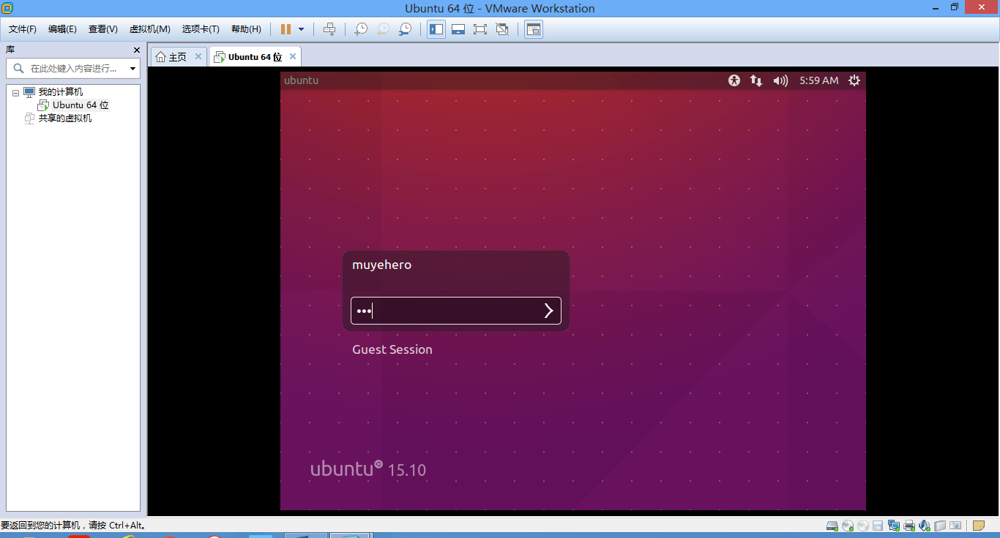 Ubuntu 64 位 - VMware Workstation
文件(F) 编辑(E) 查看(V) 虚拟机(M) 选项卡(T) 帮助(H)
库
主页
Ubuntu 64 位
在此处键入内容进行...
我的计算机
Ubuntu 64 位
共享的虚拟机
ubuntu
5:59 AM
muyehero
Guest Session
ubuntu 15.10
要返回到您的计算机，请按 Ctrl+Alt。